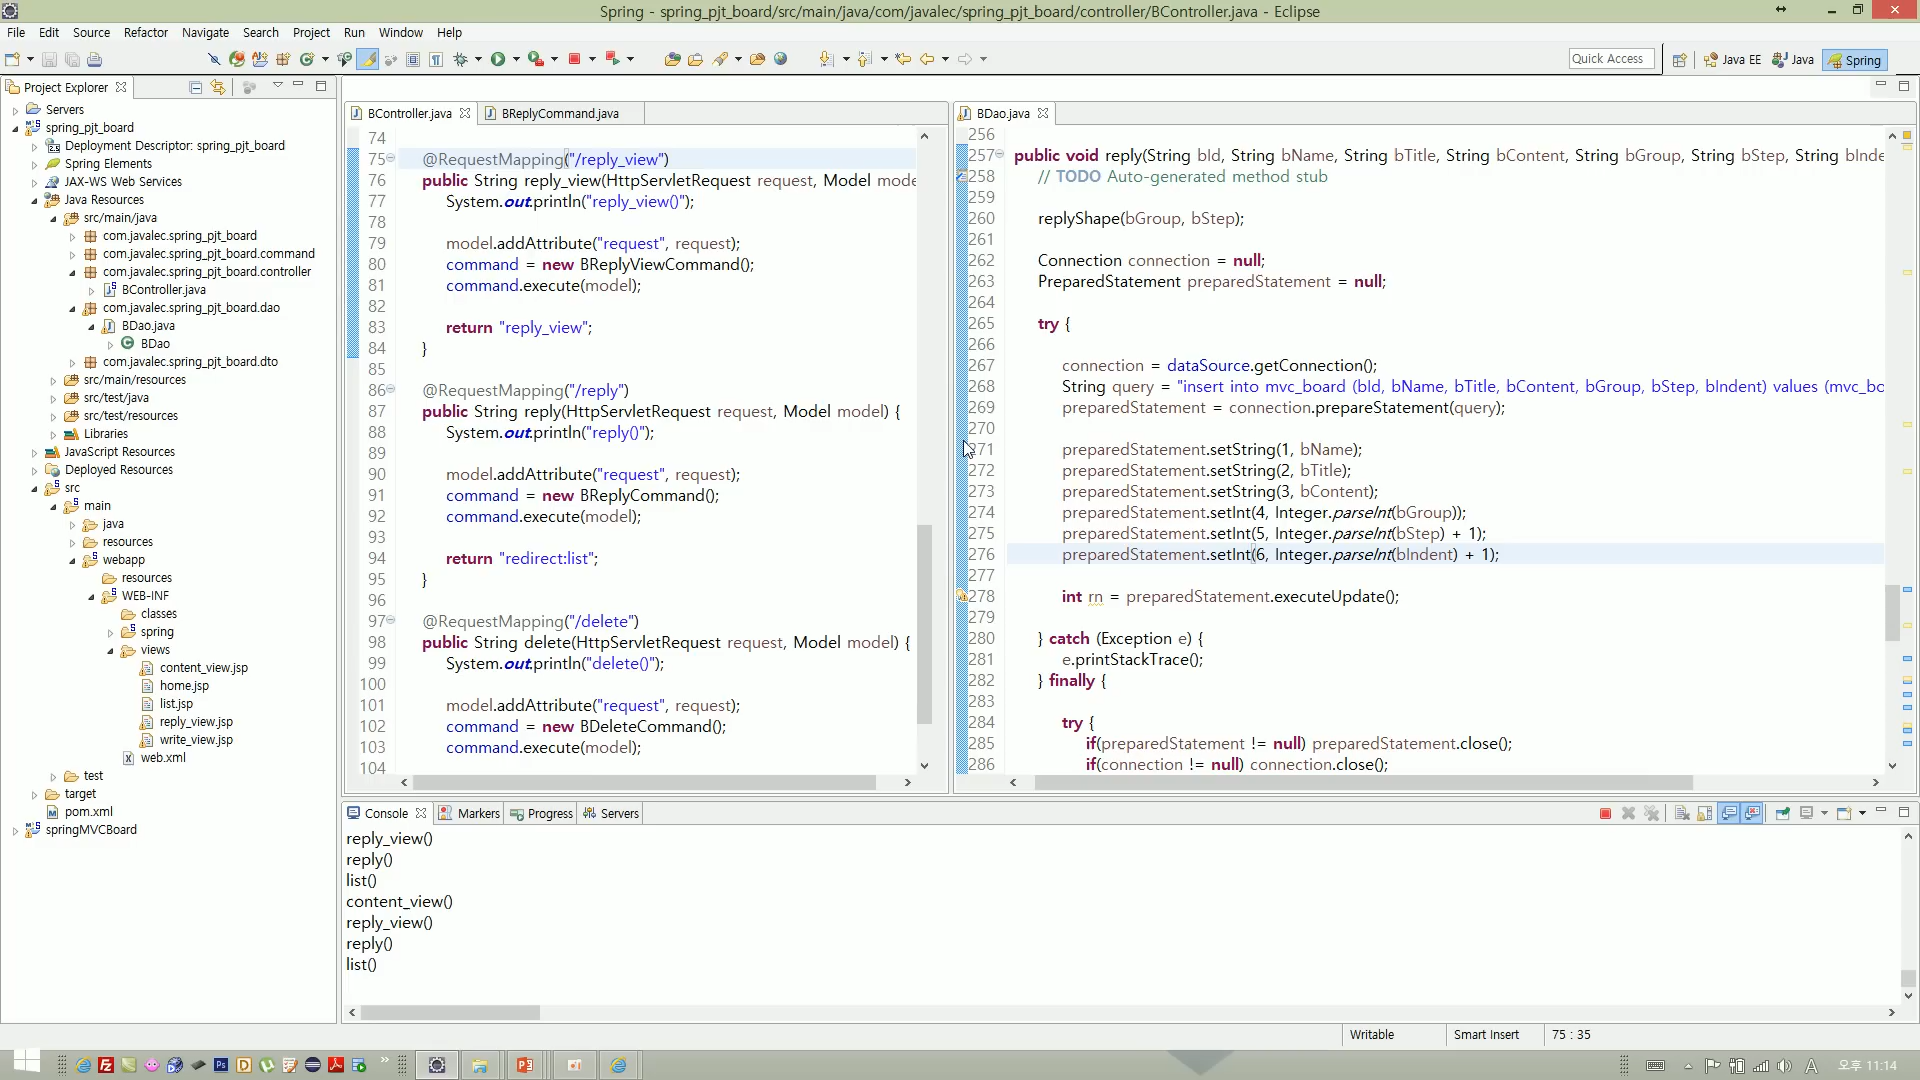 Spring - spring_pjt_board/src/main/java/com/javalec/spring_pjt_board/controller/BController.java - Eclipse
File Edit Source Refactor Navigate Search Project Run Window Help
Quick Access
Java EE
Java
Spring
Project Explorer
Servers
spring_pjt_board
Deployment Descriptor: spring_pjt_board
Spring Elements
JAX-WS Web Services
Java Resources
src/main/java
com.javalec.spring_pjt_board
com.javalec.spring_pjt_board.command
com.javalec.spring_pjt_board.controller
BController.java
com.javalec.spring_pjt_board.dao
BDao.java
BDao
com.javalec.spring_pjt_board.dto
src/main/resources
src/test/java
src/test/resources
Libraries
JavaScript Resources
Deployed Resources
src
main
java
resources
webapp
resources
WEB-INF
classes
spring
views
content_view.jsp
home.jsp
list.jsp
reply_view.jsp
write_view.jsp
web.xml
test
target
pom.xml
springMVCBoard
BController.java
BReplyCommand.java
74
75 @RequestMapping("/reply_view")
76 public String reply_view(HttpServletRequest request, Model mode
77 System.out.println("reply_view()");
78
79 model.addAttribute("request", request);
80 command = new BReplyViewCommand();
81 command.execute(model);
82
83 return "reply_view";
84 }
85
86 @RequestMapping("/reply")
87 public String reply(HttpServletRequest request, Model model) {
88 System.out.println("reply()");
89
90 model.addAttribute("request", request);
91 command = new BReplyCommand();
92 command.execute(model);
93
94 return "redirect:list";
95 }
96
97 @RequestMapping("/delete")
98 public String delete(HttpServletRequest request, Model model) {
99 System.out.println("delete()");
100
101 model.addAttribute("request", request);
102 command = new BDeleteCommand();
103 command.execute(model);
104
BDao.java
256
257 public void reply(String bId, String bName, String bTitle, String bContent, String bGroup, String bStep, String bInde
258 // TODO Auto-generated method stub
259
260 replyShape(bGroup, bStep);
261
262 Connection connection = null;
263 PreparedStatement preparedStatement = null;
264
265 try {
266
267 connection = dataSource.getConnection();
268 String query = "insert into mvc_board (bId, bName, bTitle, bContent, bGroup, bStep, bIndent) values (mvc_bo
269 preparedStatement = connection.prepareStatement(query);
270
271 preparedStatement.setString(1, bName);
272 preparedStatement.setString(2, bTitle);
273 preparedStatement.setString(3, bContent);
274 preparedStatement.setInt(4, Integer.parseInt(bGroup));
275 preparedStatement.setInt(5, Integer.parseInt(bStep) + 1);
276 preparedStatement.setInt(6, Integer.parseInt(bIndent) + 1);
277
278 int rn = preparedStatement.executeUpdate();
279
280 } catch (Exception e) {
281 e.printStackTrace();
282 } finally {
283
284 try {
285 if(preparedStatement != null) preparedStatement.close();
286 if(connection != null) connection.close();
Console Markers Progress Servers
reply_view()
reply()
list()
content_view()
reply_view()
reply()
list()
Writable
Smart Insert
75 : 35
A
오후 11:14